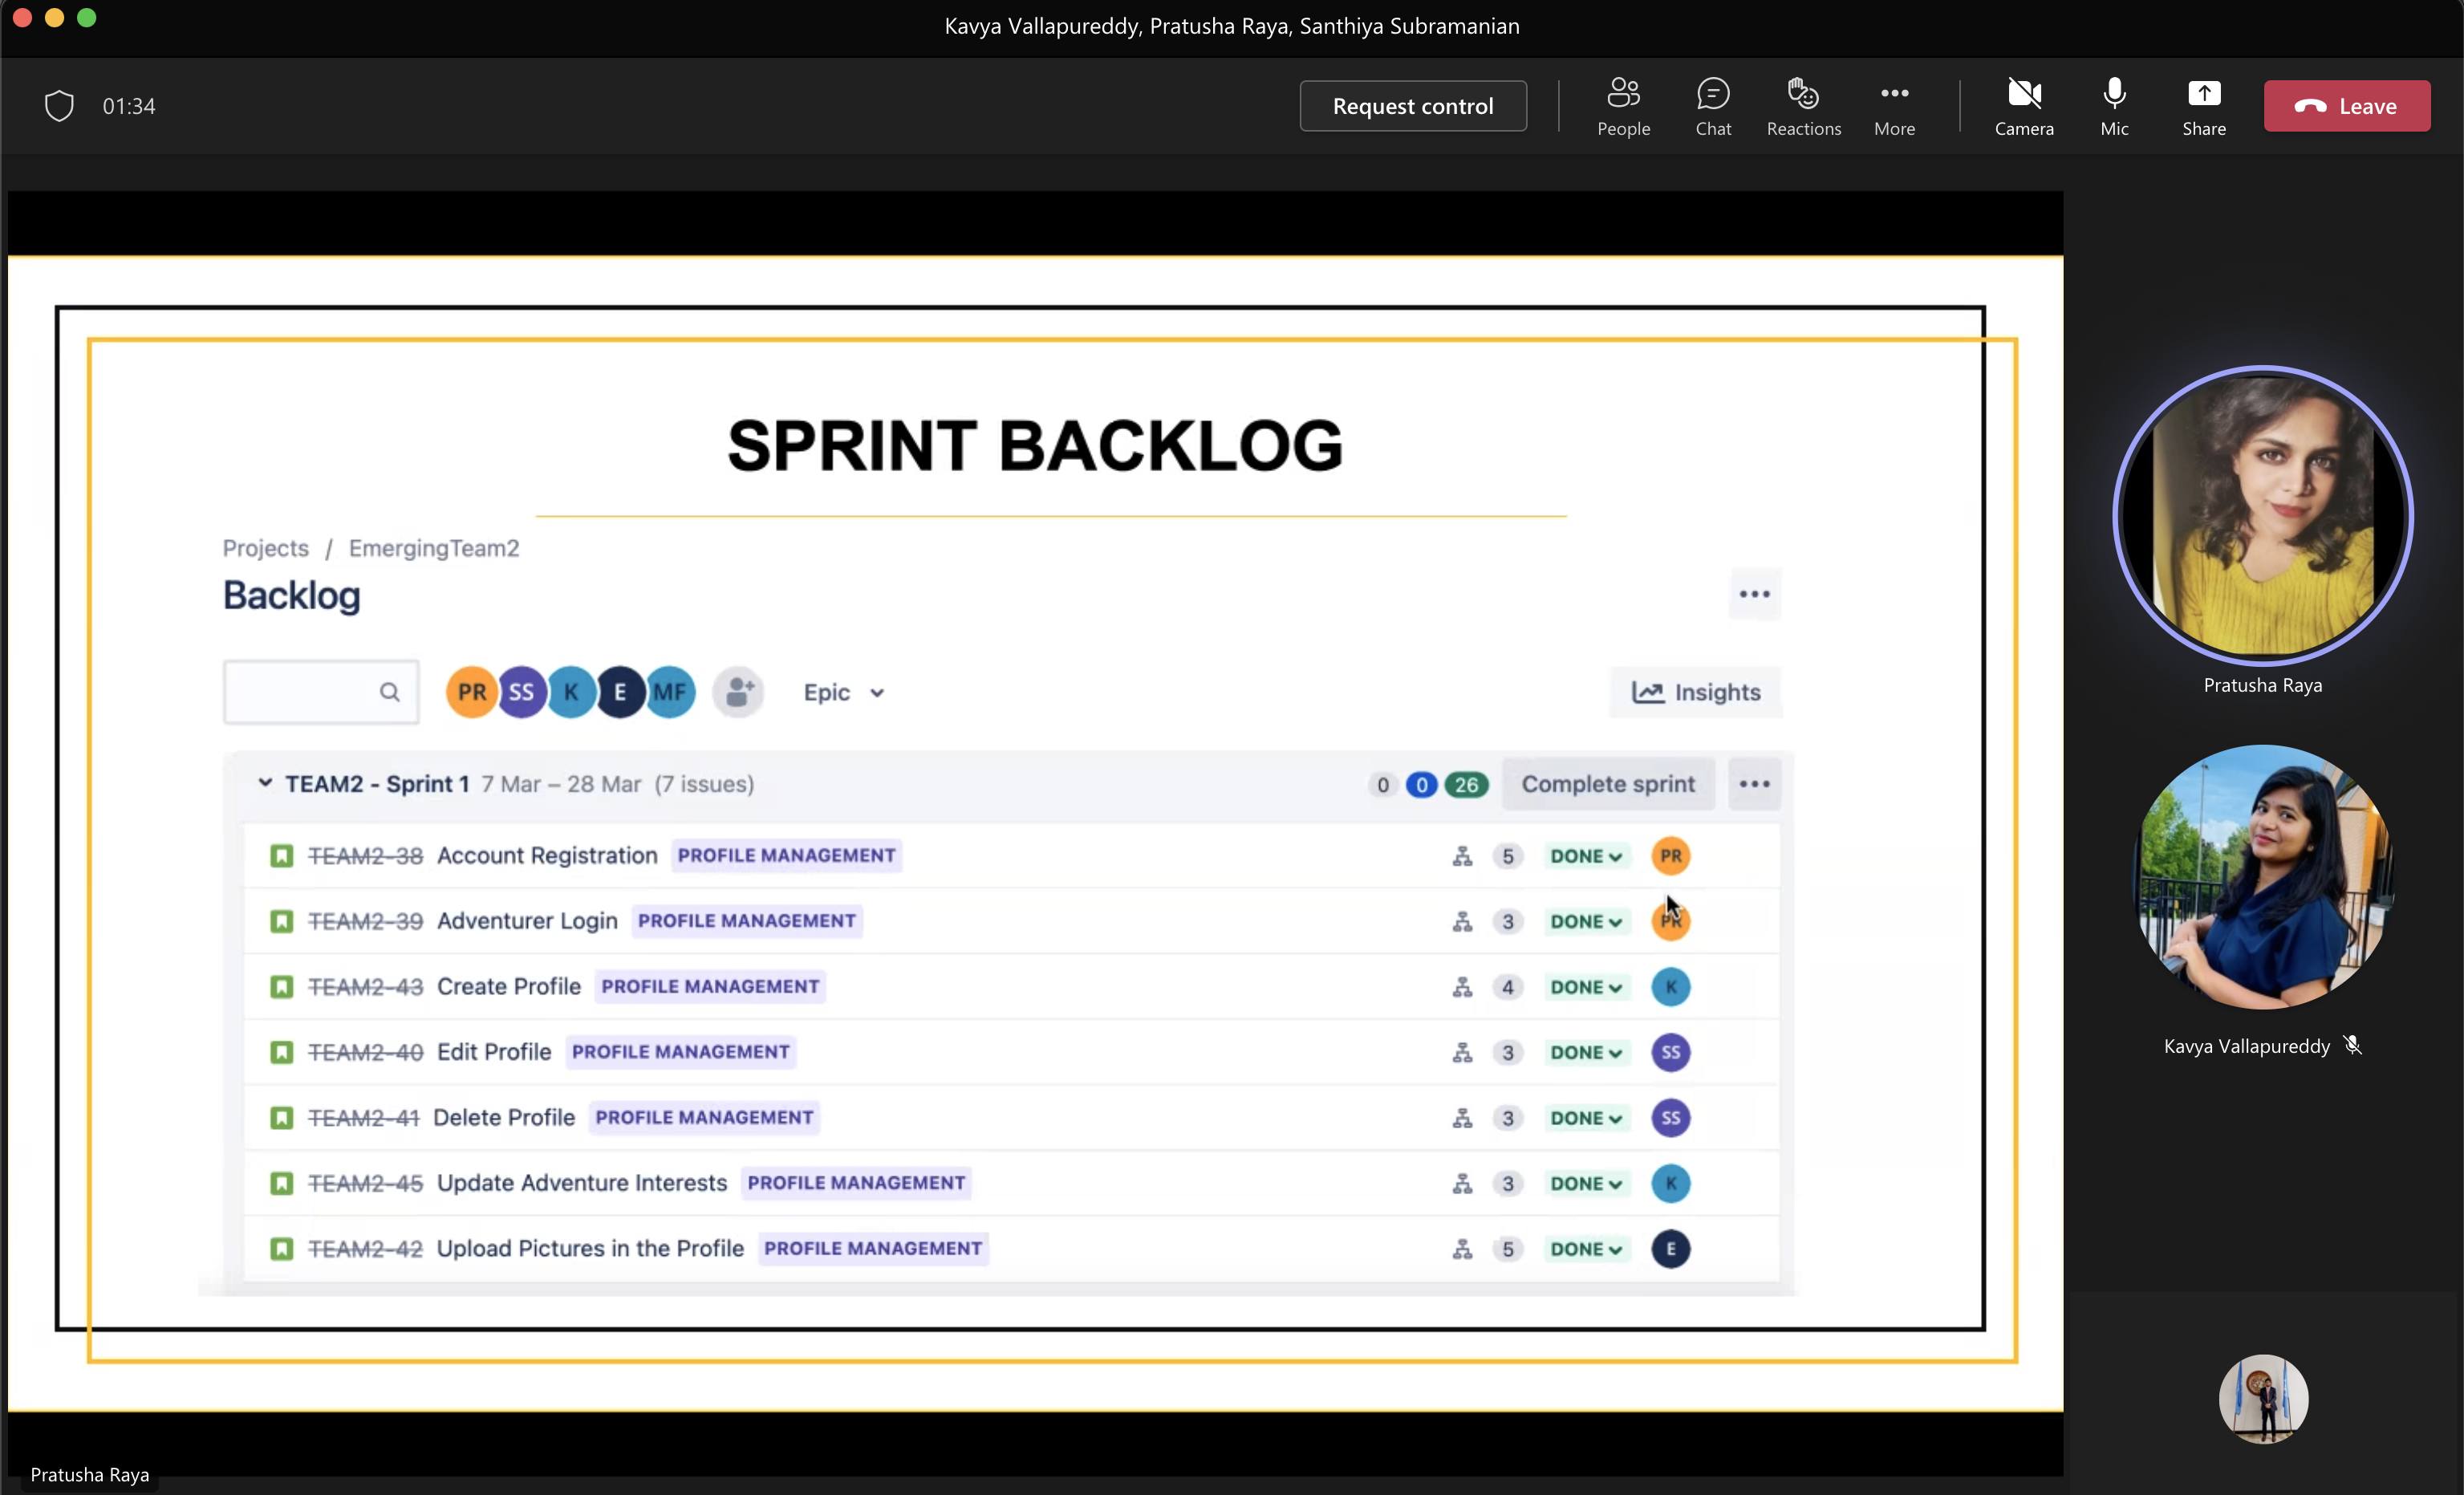 Kavya Vallapureddy, Pratusha Raya, Santhiya Subramanian
01:34
Request control
People
Chat
Reactions
More
Camera
Mic
Share
Leave
SPRINT BACKLOG
Projects / EmergingTeam2
Backlog
PR SS K E MF Epic Insights
TEAM2 - Sprint 1 7 Mar – 28 Mar (7 issues) 0 0 26 Complete sprint
TEAM2-38 Account Registration PROFILE MANAGEMENT 5 DONE PR
TEAM2-39 Adventurer Login PROFILE MANAGEMENT 3 DONE PR
TEAM2-43 Create Profile PROFILE MANAGEMENT 4 DONE K
TEAM2-40 Edit Profile PROFILE MANAGEMENT 3 DONE SS
TEAM2-41 Delete Profile PROFILE MANAGEMENT 3 DONE SS
TEAM2-45 Update Adventure Interests PROFILE MANAGEMENT 3 DONE K
TEAM2-42 Upload Pictures in the Profile PROFILE MANAGEMENT 5 DONE E
Pratusha Raya
Kavya Vallapureddy
Pratusha Raya